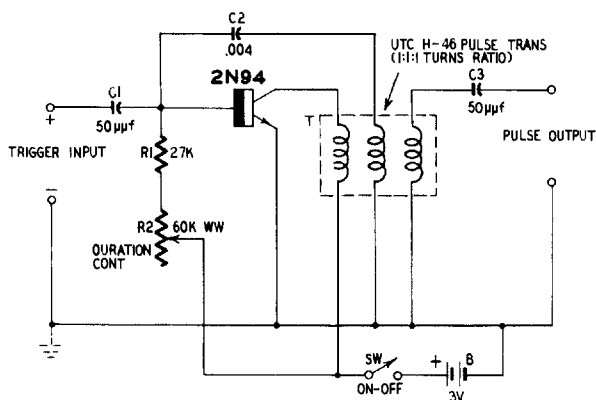 C2
.004
UTC H-46 PULSE TRANS
(1:1:1 TURNS RATIO)
2N94
C1
C3
+
50μμf
T
50μμf
TRIGGER INPUT
R1
27K
PULSE OUTPUT
−
R2
60K WW
DURATION
CONT
SW
+
B
ON-OFF
3V